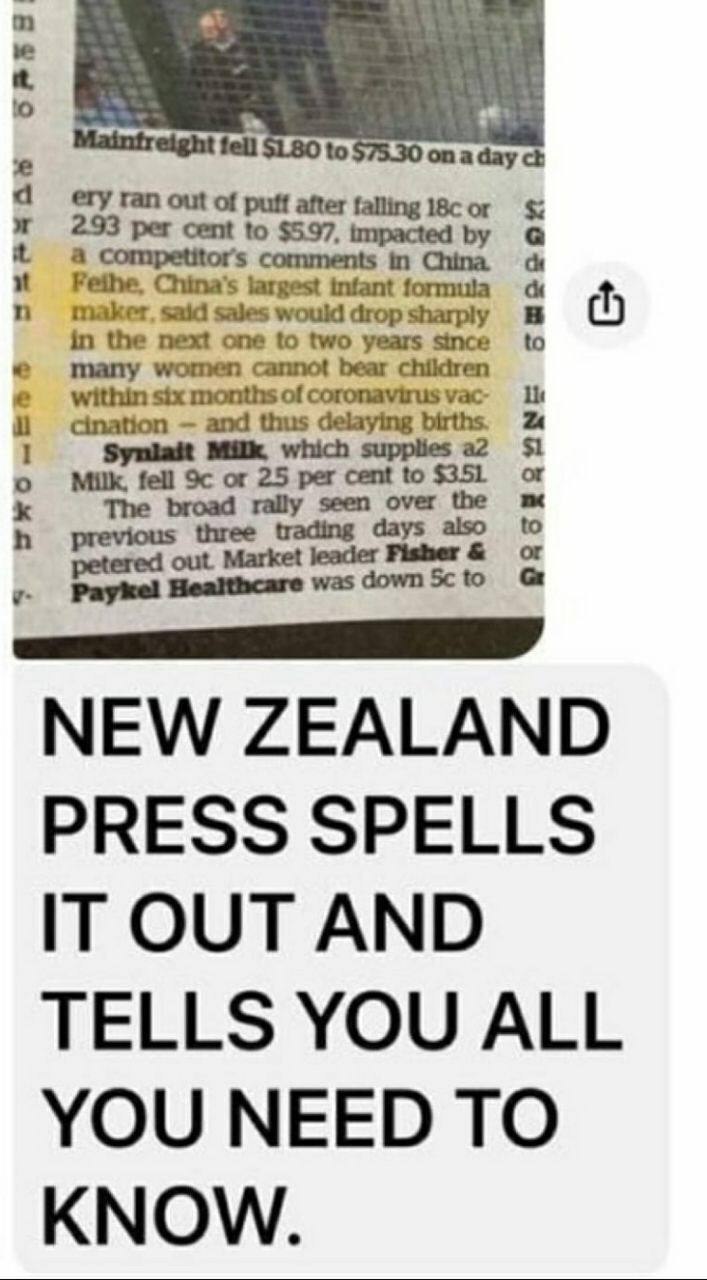 m
ne
t.
to
Mainfreight fell $1.80 to $75.30 on a day ch
ce
d
or
t.
at
n
e
e
ll
I
o
k
h
ery ran out of puff after falling 18c or
2.93 per cent to $5.97, impacted by
a competitor's comments in China.
Feihe, China's largest infant formula
maker, said sales would drop sharply
in the next one to two years since
many women cannot bear children
within six months of coronavirus vac-
cination – and thus delaying births.
Synlait Milk, which supplies a2
Milk, fell 9c or 2.5 per cent to $3.51.
The broad rally seen over the
previous three trading days also
petered out. Market leader Fisher &
Paykel Healthcare was down 5c to
$2
G
de
de
H
to
Ze
$1
or
to
or
Gr
NEW ZEALAND
PRESS SPELLS
IT OUT AND
TELLS YOU ALL
YOU NEED TO
KNOW.